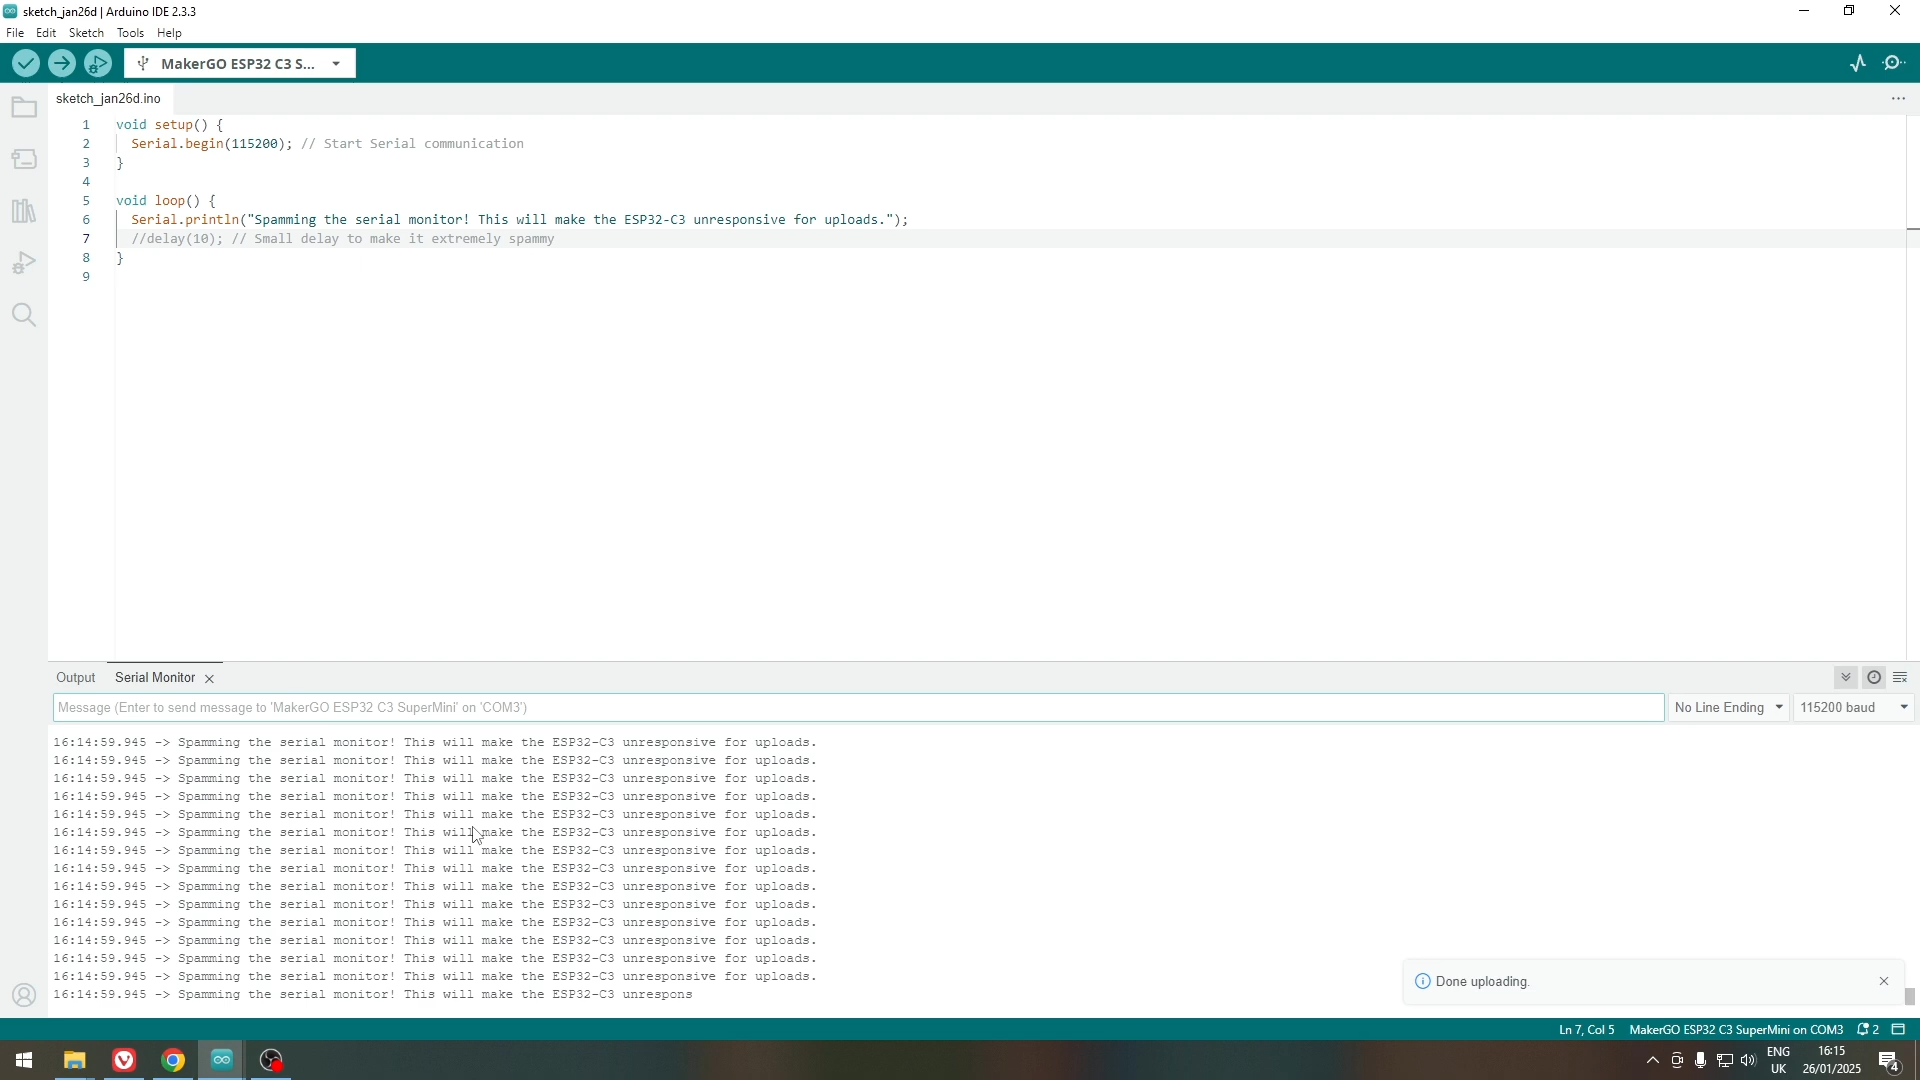 sketch_jan26d | Arduino IDE 2.3.3
File Edit Sketch Tools Help
MakerGO ESP32 C3 S...
sketch_jan26d.ino
1 void setup() {
2 Serial.begin(115200); // Start Serial communication
3 }
4
5 void loop() {
6 Serial.println("Spamming the serial monitor! This will make the ESP32-C3 unresponsive for uploads.");
7 //delay(10); // Small delay to make it extremely spammy
8 }
9
Output Serial Monitor
Message (Enter to send message to 'MakerGO ESP32 C3 SuperMini' on 'COM3') No Line Ending 115200 baud
16:14:59.945 -> Spamming the serial monitor! This will make the ESP32-C3 unresponsive for uploads.
16:14:59.945 -> Spamming the serial monitor! This will make the ESP32-C3 unresponsive for uploads.
16:14:59.945 -> Spamming the serial monitor! This will make the ESP32-C3 unresponsive for uploads.
16:14:59.945 -> Spamming the serial monitor! This will make the ESP32-C3 unresponsive for uploads.
16:14:59.945 -> Spamming the serial monitor! This will make the ESP32-C3 unresponsive for uploads.
16:14:59.945 -> Spamming the serial monitor! This will make the ESP32-C3 unresponsive for uploads.
16:14:59.945 -> Spamming the serial monitor! This will make the ESP32-C3 unresponsive for uploads.
16:14:59.945 -> Spamming the serial monitor! This will make the ESP32-C3 unresponsive for uploads.
16:14:59.945 -> Spamming the serial monitor! This will make the ESP32-C3 unresponsive for uploads.
16:14:59.945 -> Spamming the serial monitor! This will make the ESP32-C3 unresponsive for uploads.
16:14:59.945 -> Spamming the serial monitor! This will make the ESP32-C3 unresponsive for uploads.
16:14:59.945 -> Spamming the serial monitor! This will make the ESP32-C3 unresponsive for uploads.
16:14:59.945 -> Spamming the serial monitor! This will make the ESP32-C3 unresponsive for uploads.
16:14:59.945 -> Spamming the serial monitor! This will make the ESP32-C3 unresponsive for uploads.
16:14:59.945 -> Spamming the serial monitor! This will make the ESP32-C3 unrespons
Done uploading.
Ln 7, Col 5 MakerGO ESP32 C3 SuperMini on COM3 2
ENG 16:15
UK 26/01/2025 4